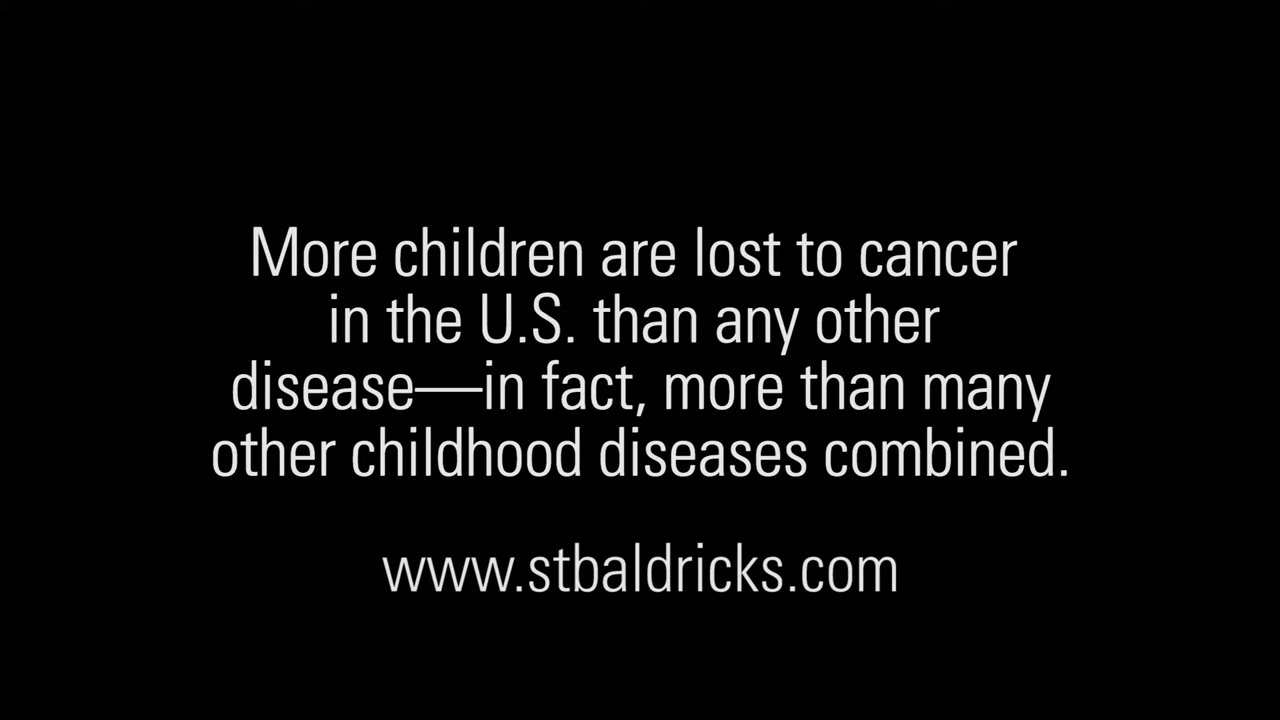 More children are lost to cancer
in the U.S. than any other
disease—in fact, more than many
other childhood diseases combined.
www.stbaldricks.com